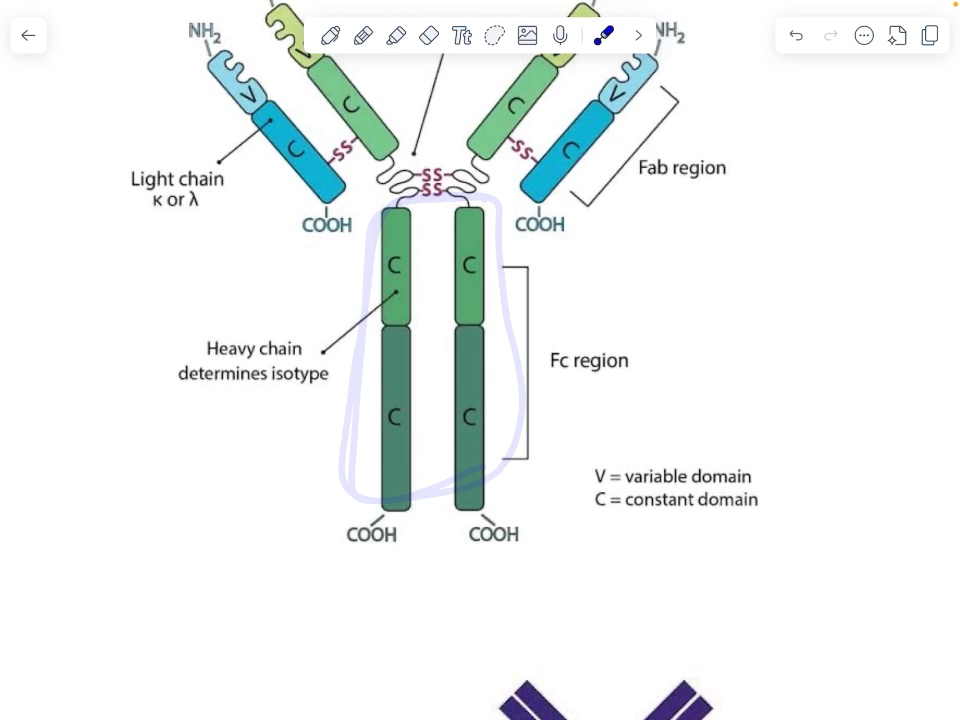 NH2
NH2
V
V
V
V
C
C
C
C
SS
SS
SS
SS
Light chain
κ or λ
Fab region
COOH
COOH
C
C
Heavy chain
determines isotype
Fc region
C
C
V = variable domain
C = constant domain
COOH
COOH
Tt